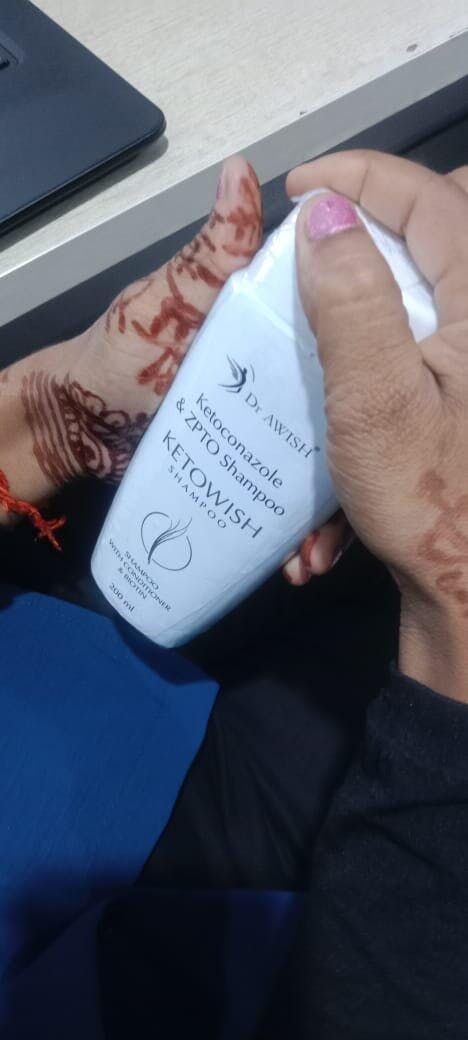 Dr AWISH®
Ketoconazole
& ZPTO Shampoo
KETOWISH
SHAMPOO
SHAMPOO
WITH CONDITIONER
& BIOTIN
200 ml